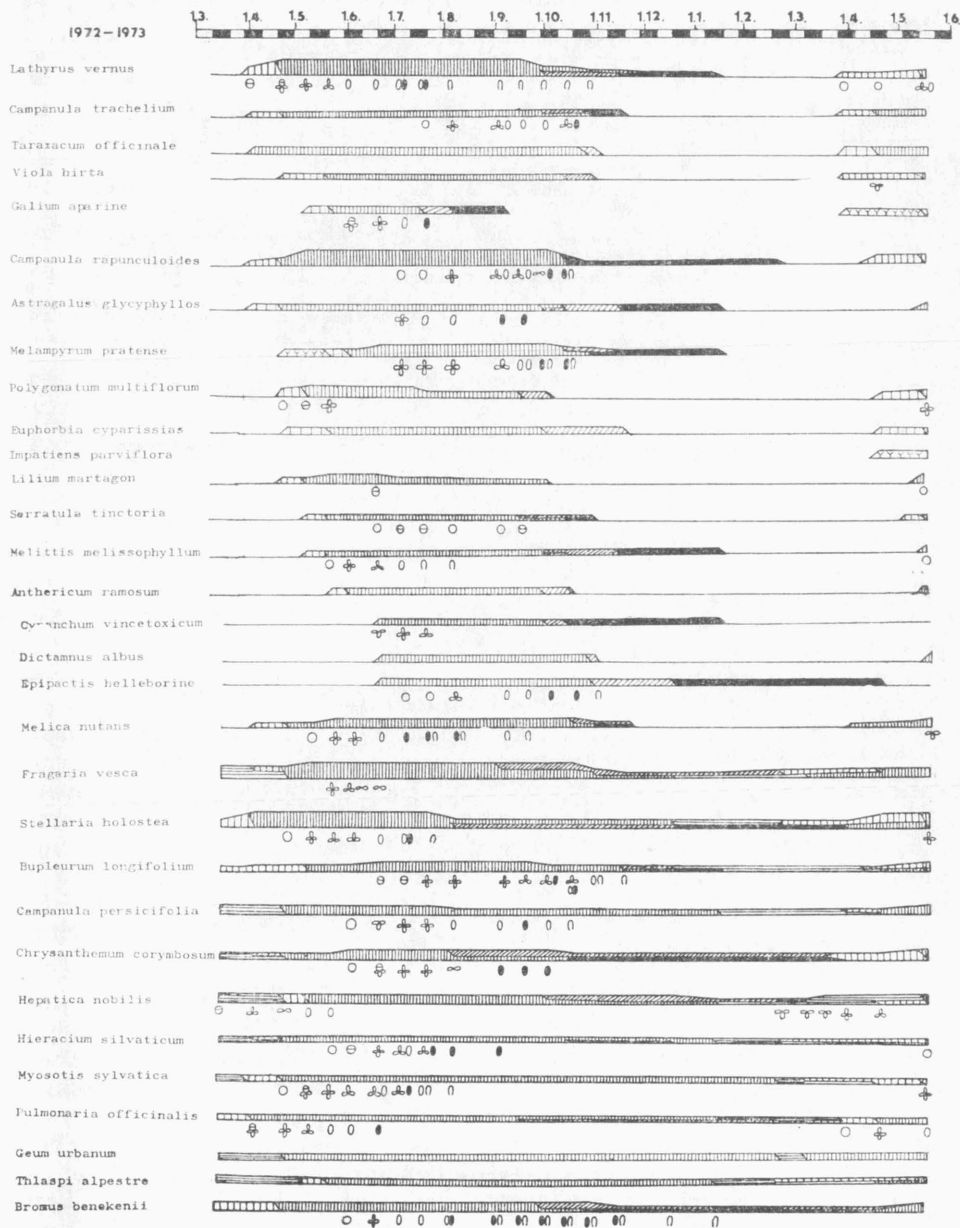 1.3. 1.4. 1.5. 1.6. 1.7. 1.8. 1.9. 1.10. 1.11. 1.12. 1.1. 1.2. 1.3. 1.4. 1.5. 1.6.
1972–1973
Lathyrus vernus
Campanula trachelium
Taraxacum officinale
Viola hirta
Galium aparine
Campanula rapunculoides
Astragalus glycyphyllos
Melampyrum pratense
Polygonatum multiflorum
Euphorbia cyparissias
Impatiens parviflora
Lilium martagon
Serratula tinctoria
Melittis melissophyllum
Anthericum ramosum
Cynanchum vincetoxicum
Dictamnus albus
Epipactis helleborine
Melica nutans
Fragaria vesca
Stellaria holostea
Bupleurum longifolium
Campanula persicifolia
Chrysanthemum corymbosum
Hepatica nobilis
Hieracium silvaticum
Myosotis sylvatica
Pulmonaria officinalis
Geum urbanum
Thlaspi alpestre
Bromus benekenii